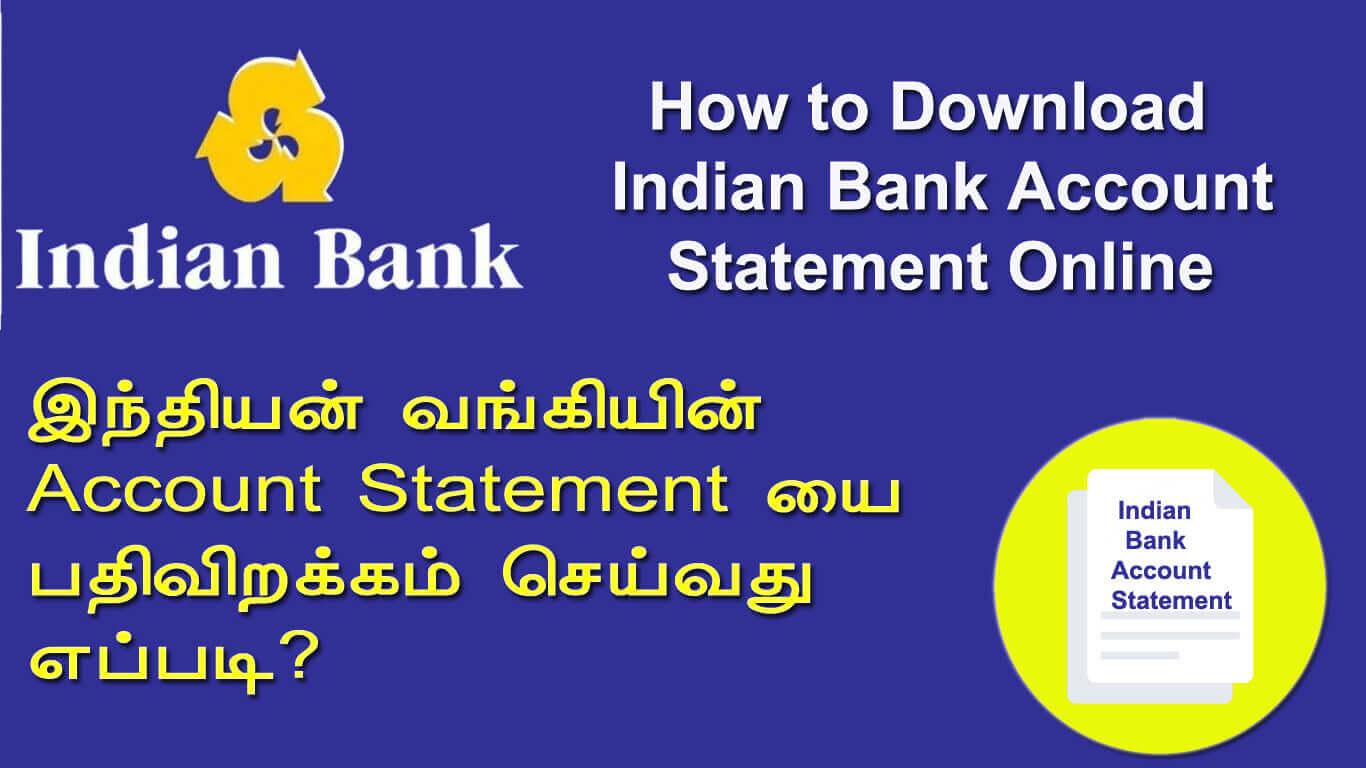 Indian Bank
How to Download
Indian Bank Account
Statement Online
இந்தியன் வங்கியின்
Account Statement யை
பதிவிறக்கம் செய்வது
எப்படி?
Indian
Bank
Account
Statement